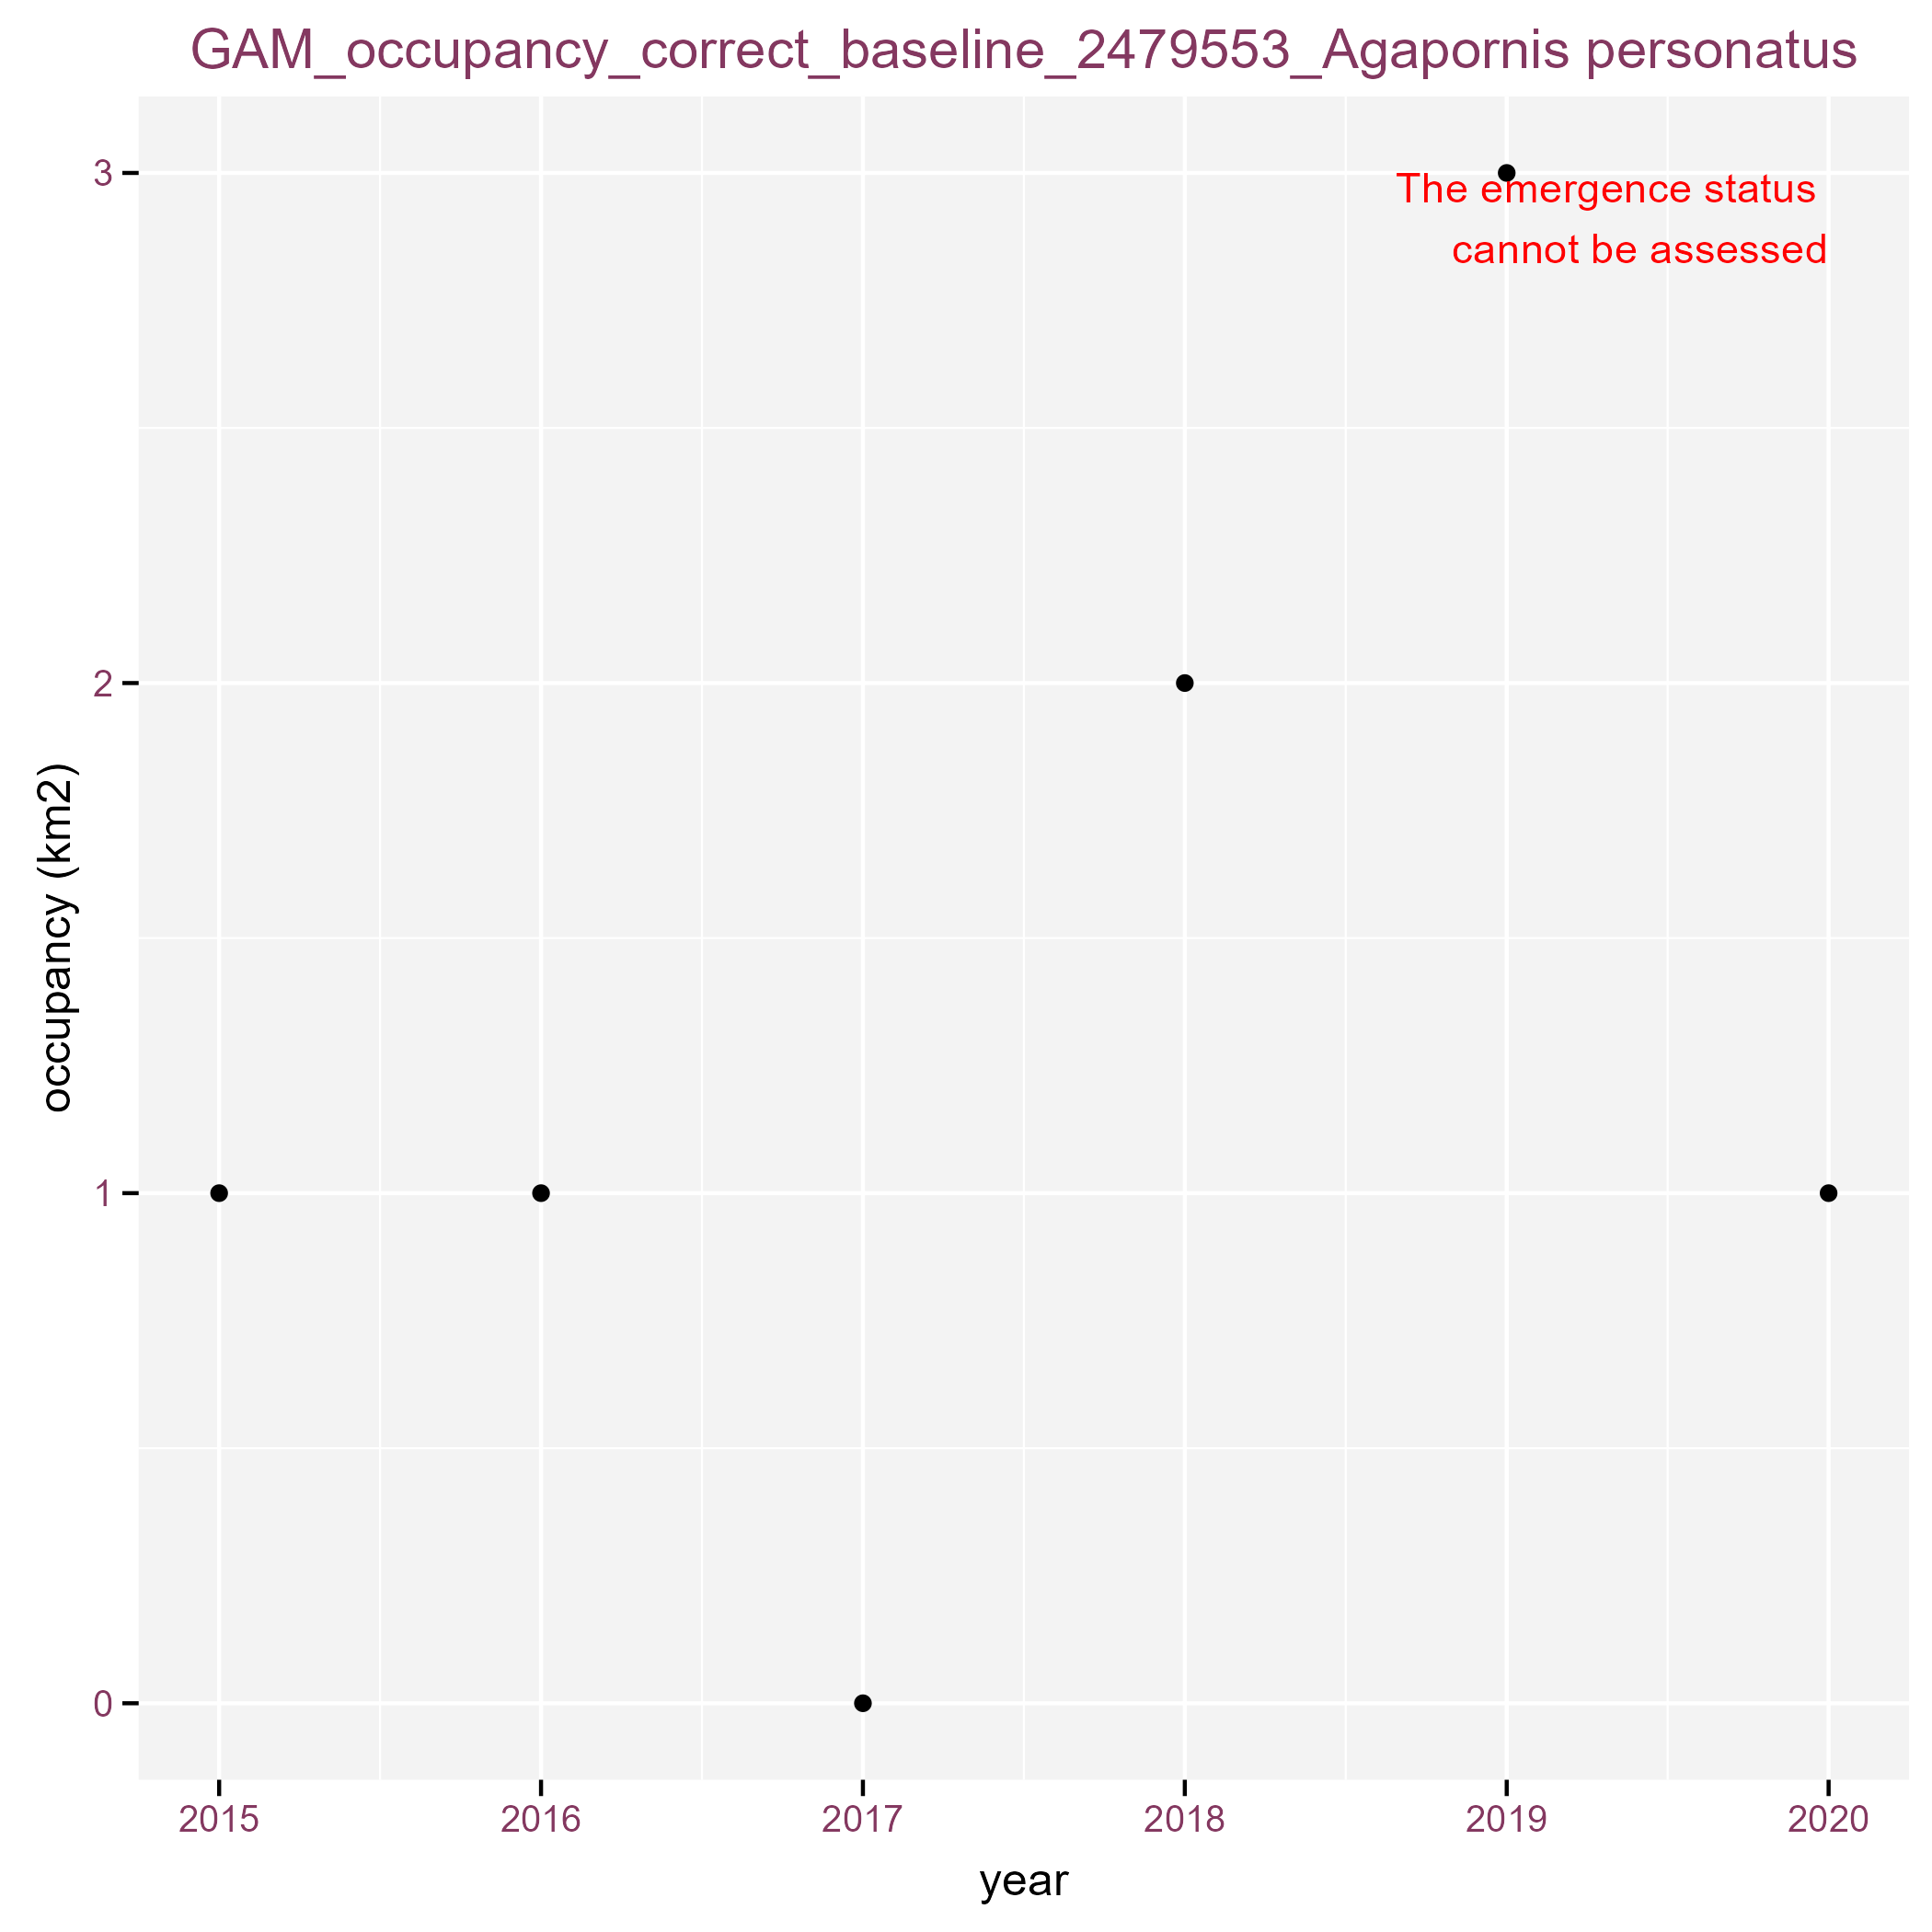 GAM_occupancy_correct_baseline_2479553_Agapornis personatus
3
The emergence status
cannot be assessed
2
occupancy (km2)
1
0
2015 2016 2017 2018 2019 2020
year